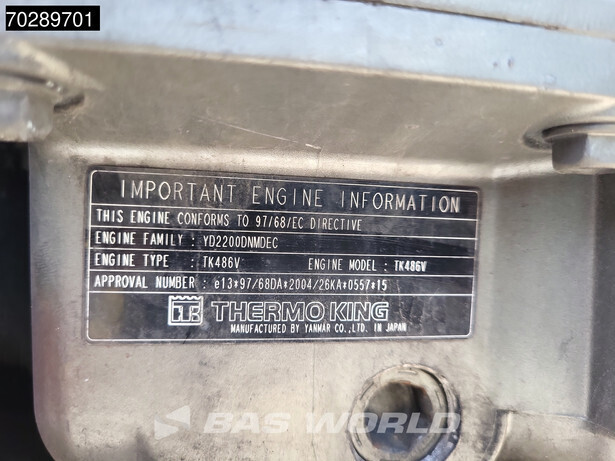 70289701
IMPORTANT ENGINE INFORMATION
THIS ENGINE CONFORMS TO 97/68/EC DIRECTIVE
ENGINE FAMILY : YD2200DNMDEC
ENGINE TYPE : TK486V ENGINE MODEL : TK486V
APPROVAL NUMBER : e13*97/68DA*2004/26KA*0557*15
TK THERMO KING
MANUFACTURED BY YANMAR CO.,LTD. IN JAPAN
BAS WORLD